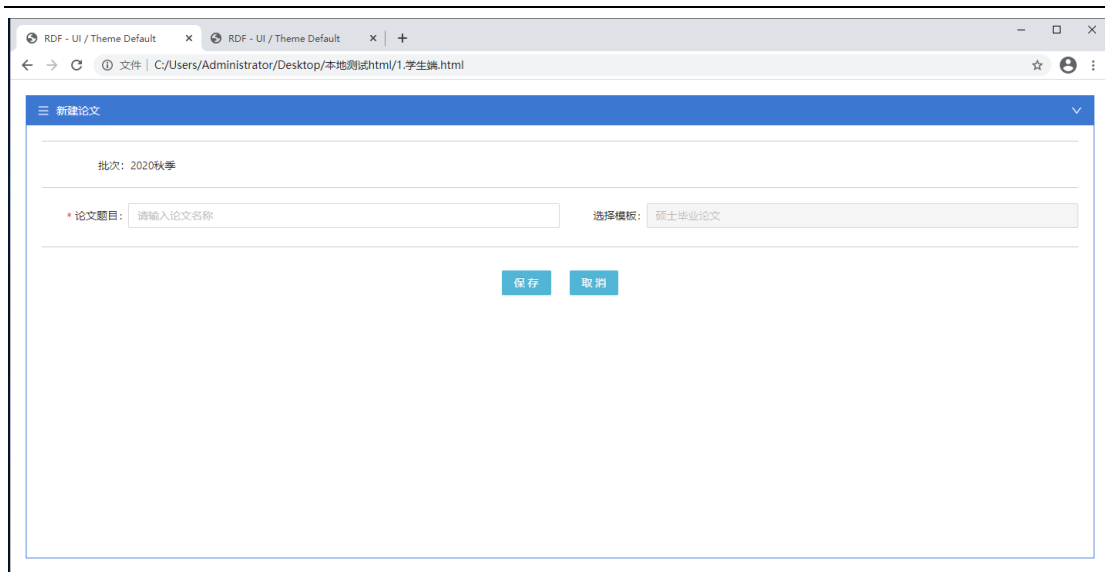 RDF - UI / Theme Default
RDF - UI / Theme Default
文件 | C:/Users/Administrator/Desktop/本地测试html/1.学生端.html
新建论文
批次: 2020秋季
* 论文题目: 请输入论文名称
选择模板: 硕士毕业论文
保存 取消